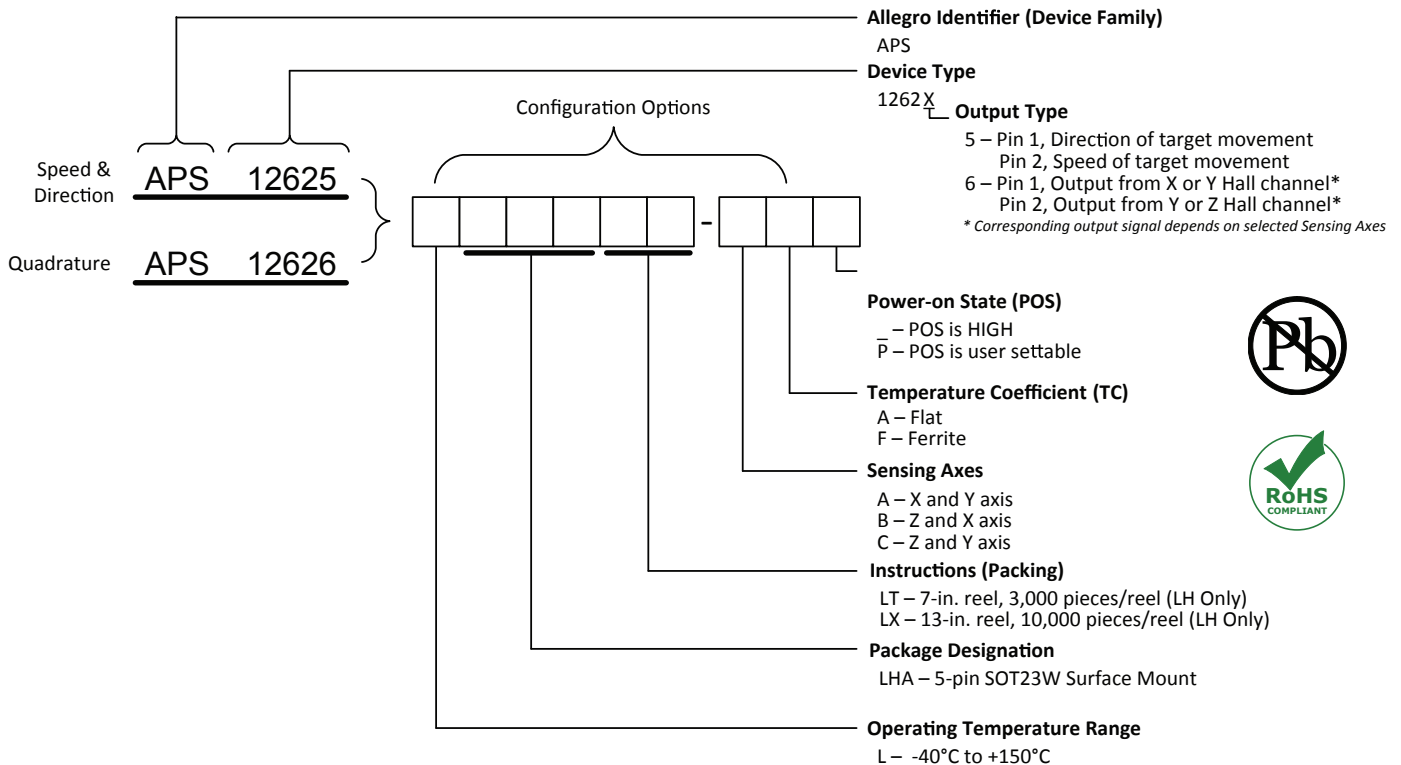 Allegro Identifier (Device Family)
APS
Device Type
1262X
Output Type
5 – Pin 1, Direction of target movement
Pin 2, Speed of target movement
6 – Pin 1, Output from X or Y Hall channel*
Pin 2, Output from Y or Z Hall channel*
* Corresponding output signal depends on selected Sensing Axes
Configuration Options
Speed &
Direction
APS 12625
-
Quadrature
APS 12626
Power-on State (POS)
_ – POS is HIGH
P – POS is user settable
Pb
Temperature Coefficient (TC)
A – Flat
F – Ferrite
Sensing Axes
A – X and Y axis
B – Z and X axis
C – Z and Y axis
RoHS
COMPLIANT
Instructions (Packing)
LT – 7-in. reel, 3,000 pieces/reel (LH Only)
LX – 13-in. reel, 10,000 pieces/reel (LH Only)
Package Designation
LHA – 5-pin SOT23W Surface Mount
Operating Temperature Range
L – -40°C to +150°C